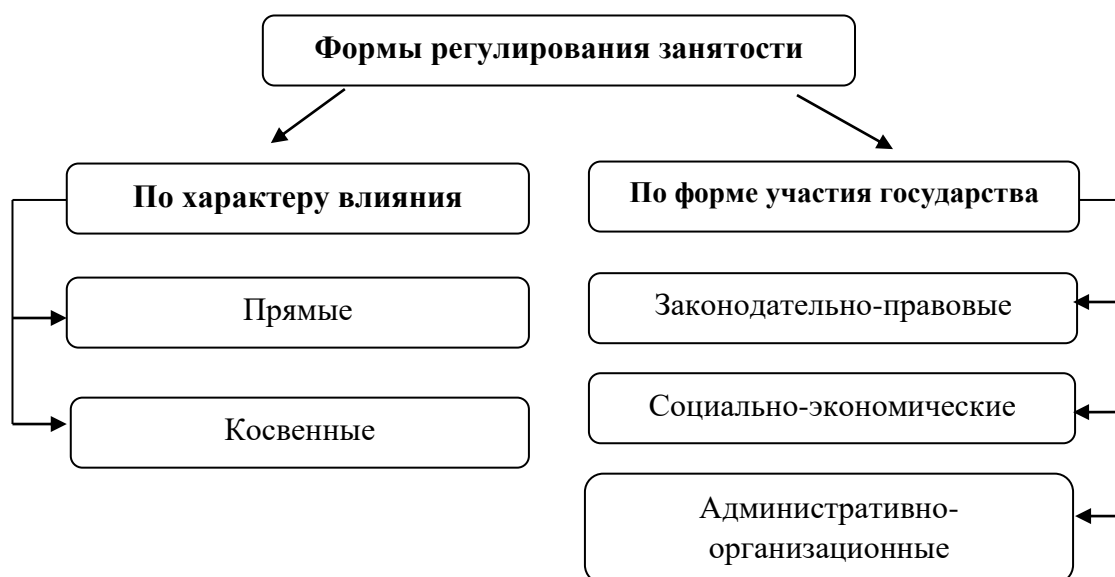 Формы регулирования занятости
По характеру влияния
Прямые
Косвенные
По форме участия государства
Законодательно-правовые
Социально-экономические
Административно-
организационные